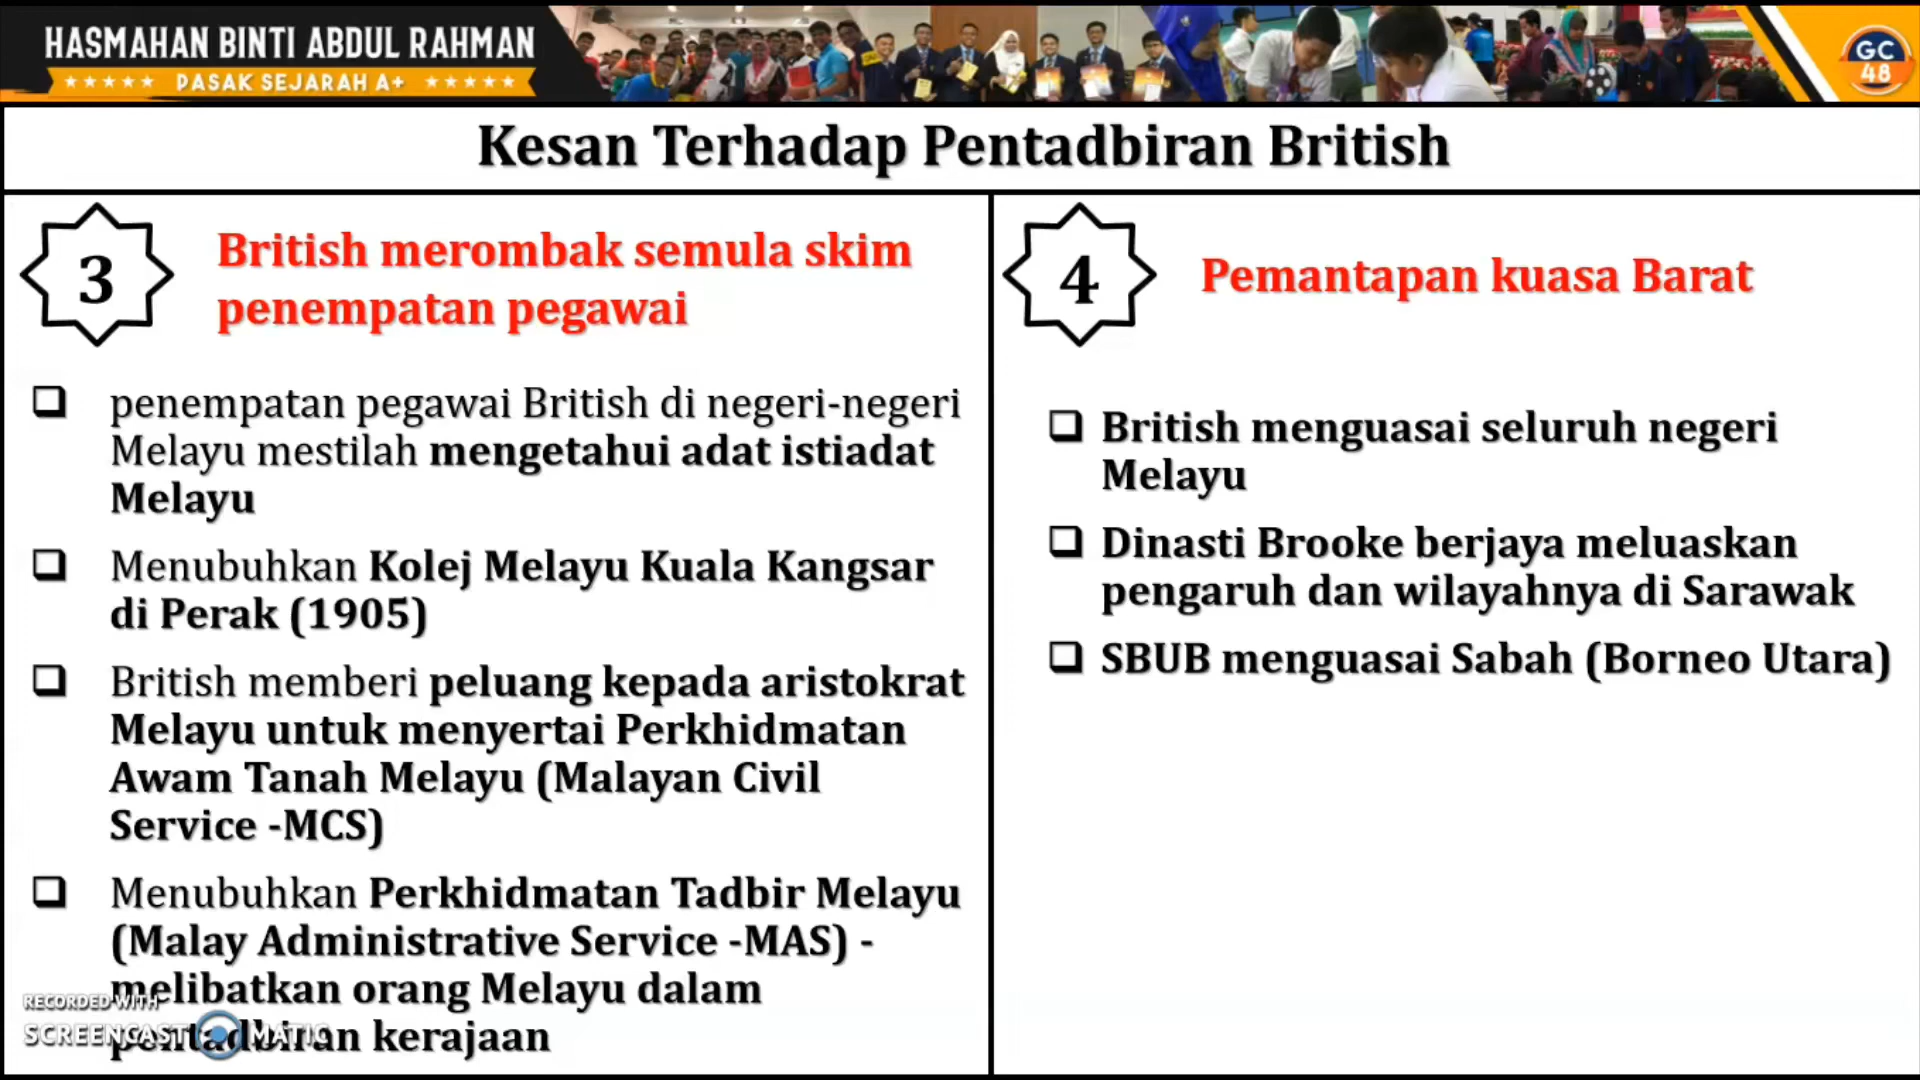 HASMAHAN BINTI ABDUL RAHMAN
PASAK SEJARAH A+
GC
48
Kesan Terhadap Pentadbiran British
3
British merombak semula skim
penempatan pegawai
penempatan pegawai British di negeri-negeri
Melayu mestilah mengetahui adat istiadat
Melayu
Menubuhkan Kolej Melayu Kuala Kangsar
di Perak (1905)
British memberi peluang kepada aristokrat
Melayu untuk menyertai Perkhidmatan
Awam Tanah Melayu (Malayan Civil
Service -MCS)
Menubuhkan Perkhidmatan Tadbir Melayu
(Malay Administrative Service -MAS) -
melibatkan orang Melayu dalam
pentadbiran kerajaan
4
Pemantapan kuasa Barat
British menguasai seluruh negeri
Melayu
Dinasti Brooke berjaya meluaskan
pengaruh dan wilayahnya di Sarawak
SBUB menguasai Sabah (Borneo Utara)
RECORDED WITH
SCREENCAST MATIC